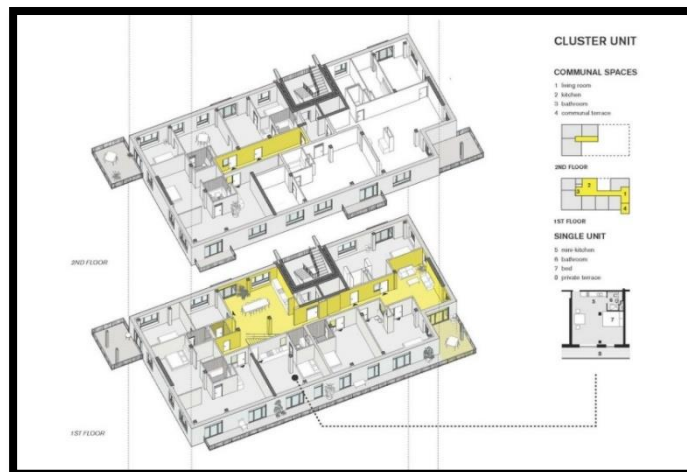 CLUSTER UNIT
COMMUNAL SPACES
1 living room
2 kitchen
3 bathroom
4 communal terrace
2ND FLOOR
1ST FLOOR
SINGLE UNIT
5 mini kitchen
6 bathroom
7 bed
8 private terrace
2ND FLOOR
1ST FLOOR